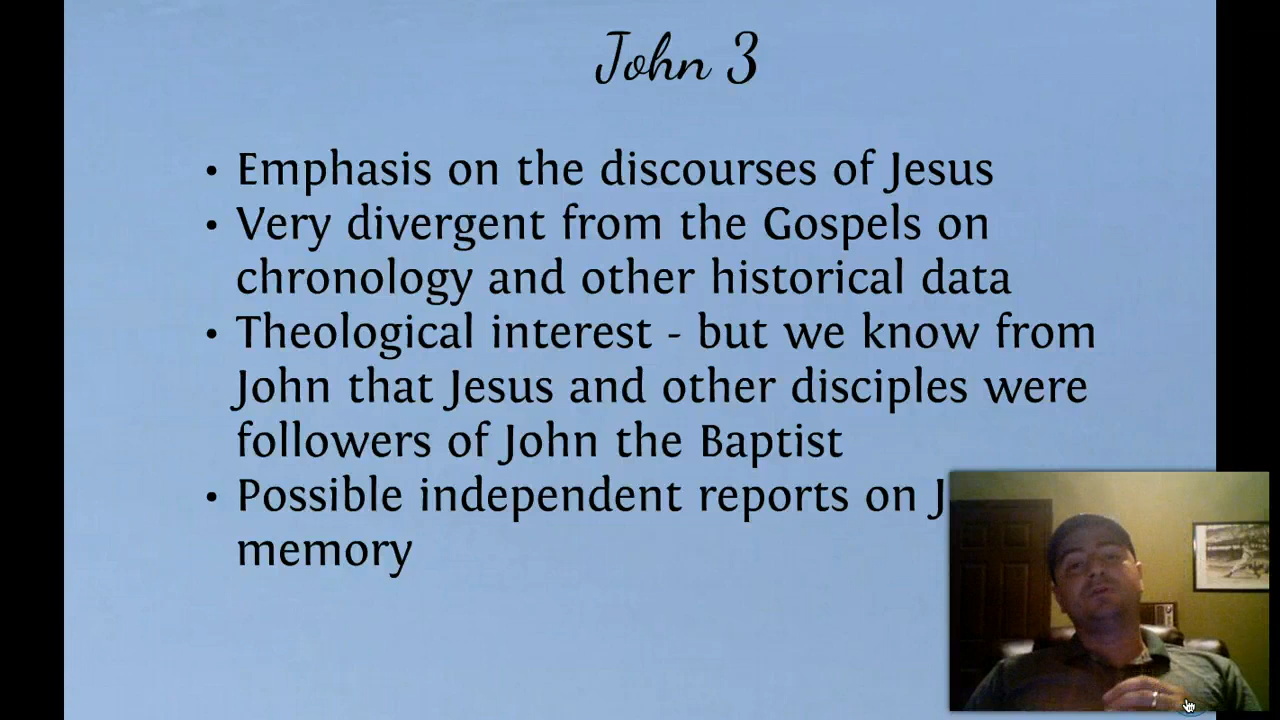 John 3
• Emphasis on the discourses of Jesus
• Very divergent from the Gospels on
chronology and other historical data
• Theological interest - but we know from
John that Jesus and other disciples were
followers of John the Baptist
• Possible independent reports on
memory